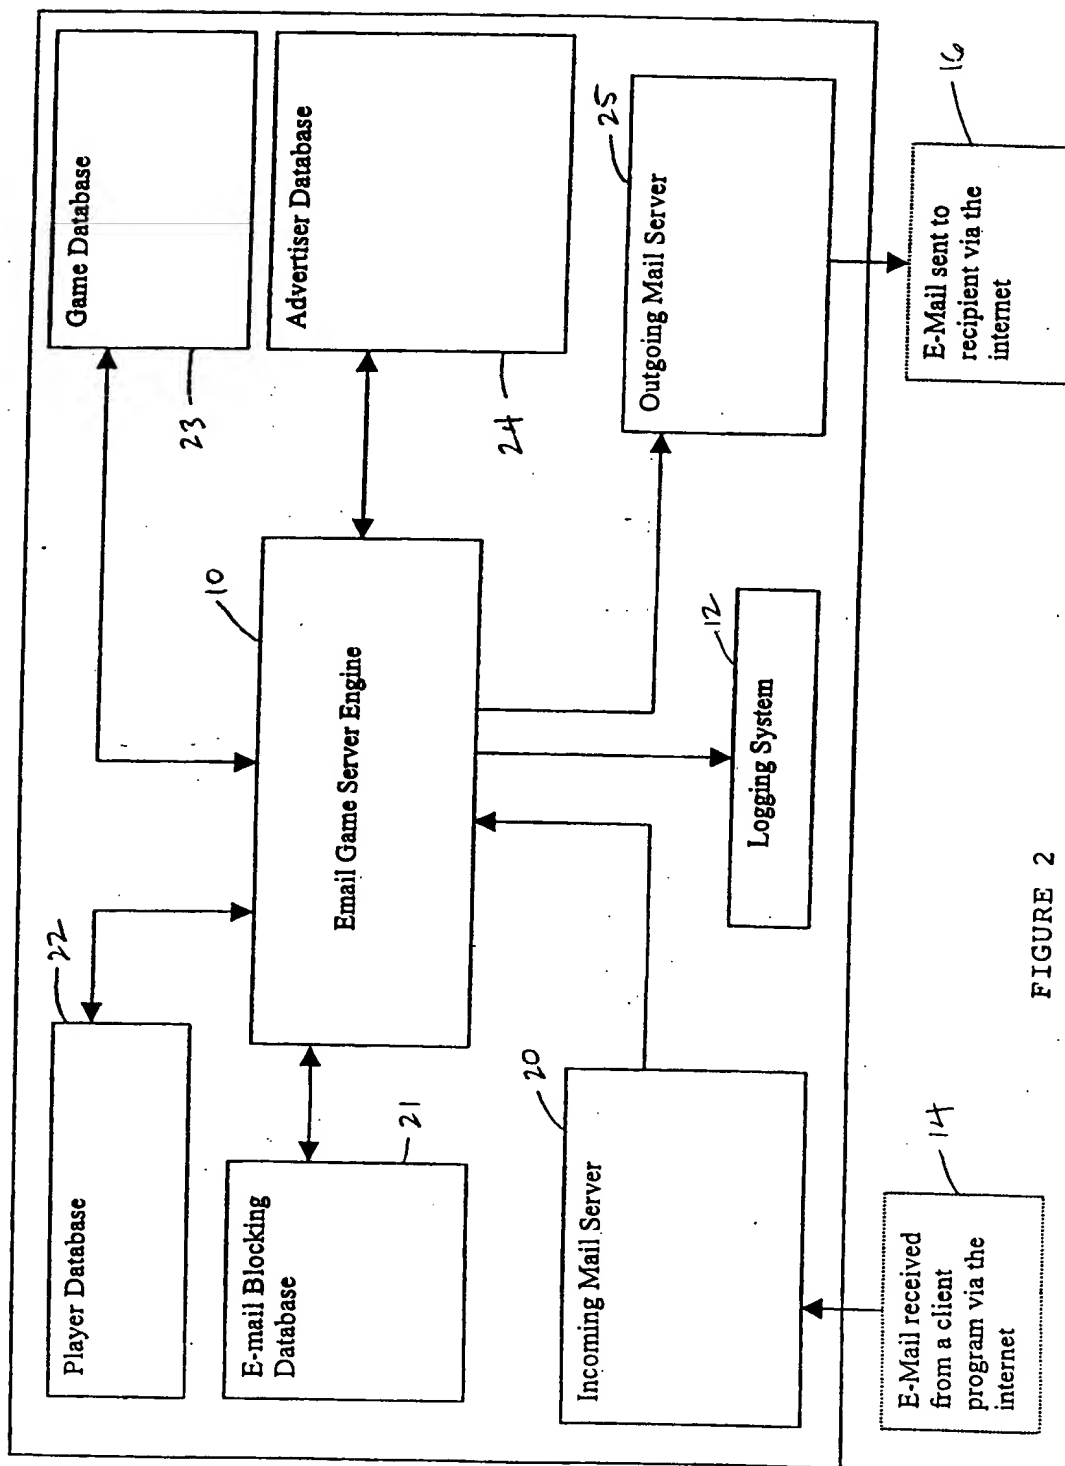 Player Database
22
Game Database
23
E-mail Blocking
Database
21
Email Game Server Engine
10
Advertiser Database
24
Incoming Mail Server
20
Logging System
12
Outgoing Mail Server
25
E-Mail received
from a client
program via the
internet
14
E-Mail sent to
recipient via the
internet
16
FIGURE 2